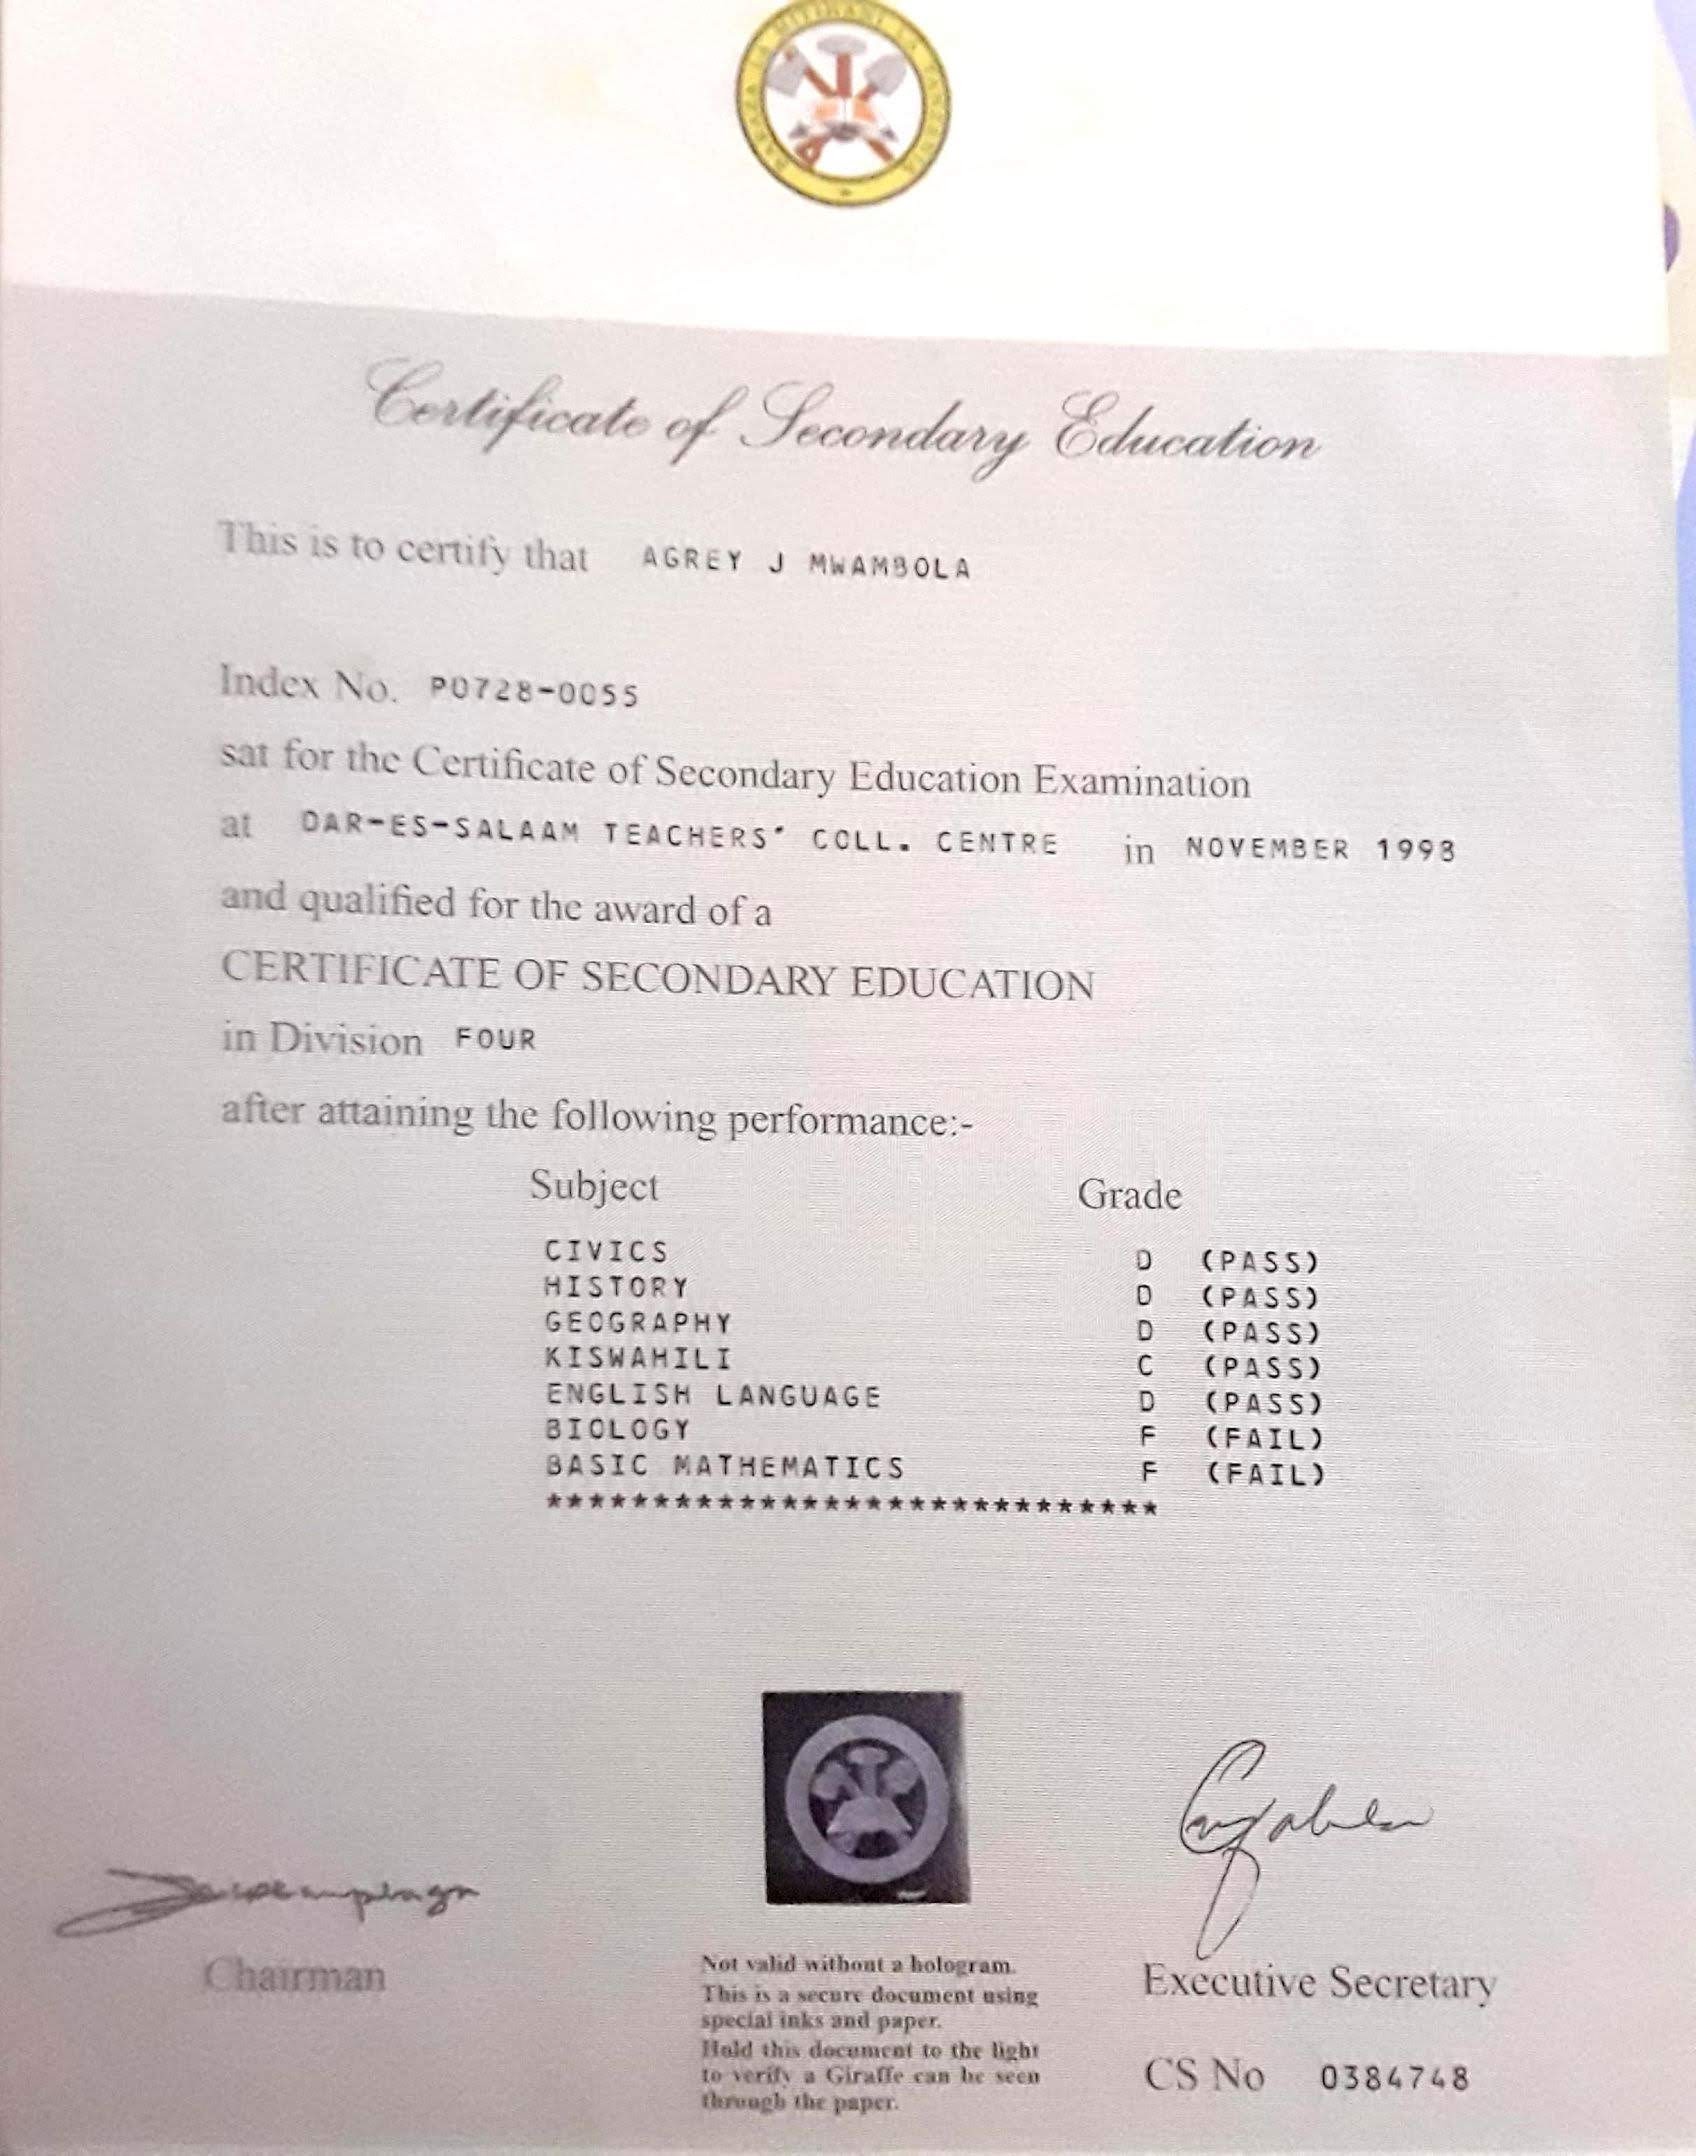 BARAZA LA MITIHANI LA TANZANIA
Certificate of Secondary Education
This is to certify that AGREY J MWAMBOLA
Index No. P0728-0055
sat for the Certificate of Secondary Education Examination
at DAR-ES-SALAAM TEACHERS' COLL. CENTRE in NOVEMBER 1998
and qualified for the award of a
CERTIFICATE OF SECONDARY EDUCATION
in Division FOUR
after attaining the following performance:-
Subject Grade
CIVICS D (PASS)
HISTORY D (PASS)
GEOGRAPHY D (PASS)
KISWAHILI C (PASS)
ENGLISH LANGUAGE D (PASS)
BIOLOGY F (FAIL)
BASIC MATHEMATICS F (FAIL)
*****************************
Chairman
Not valid without a hologram.
This is a secure document using
special inks and paper.
Hold this document to the light
to verify a Giraffe can be seen
through the paper.
Executive Secretary
CS No 0384748